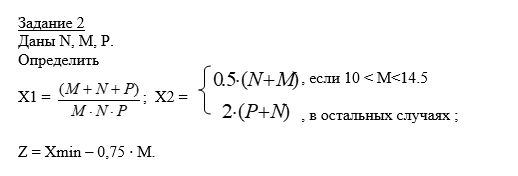 Задание 2
Даны N, M, P.
Определить
X1 = (M+N+P) / M·N·P ; X2 = { 0.5·(N+M), если 10 < M<14.5
2·(P+N) , в остальных случаях ;
Z = Xmin – 0,75 · M.